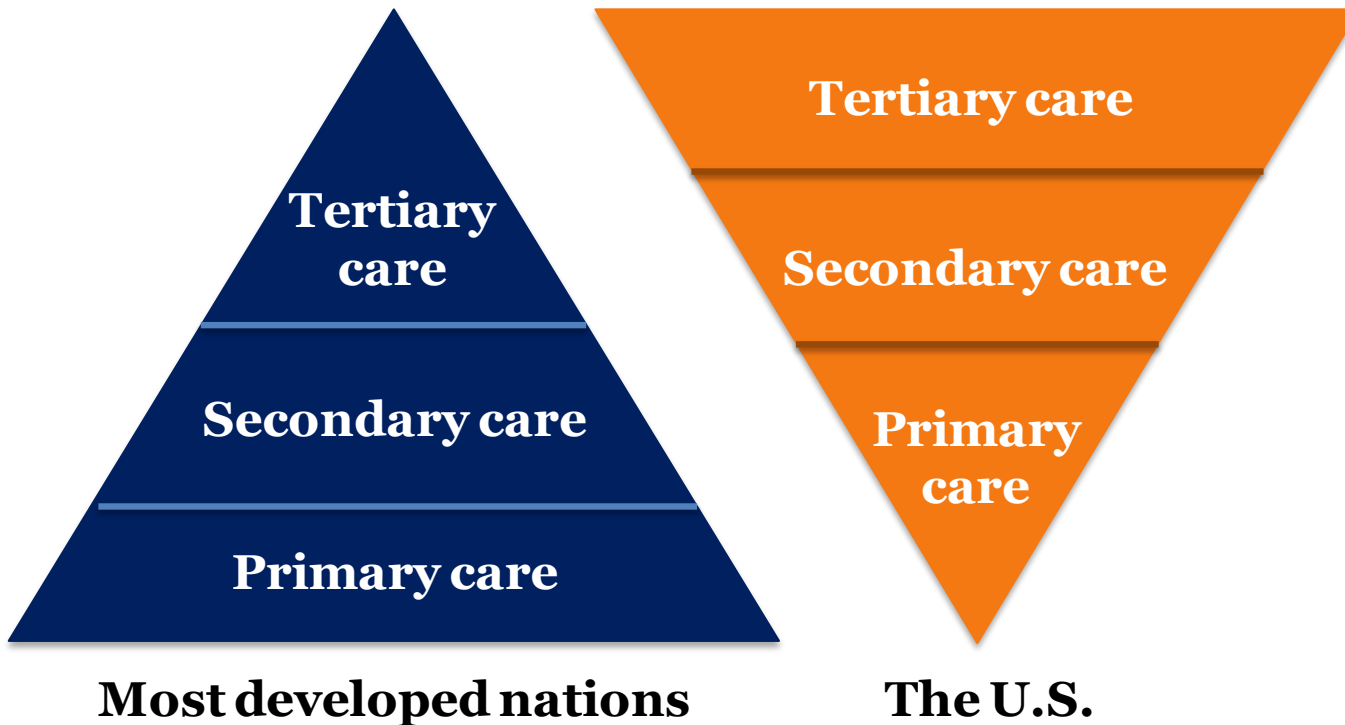 Tertiary
care
Secondary care
Primary care
Most developed nations
Tertiary care
Secondary care
Primary
care
The U.S.